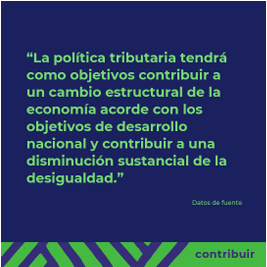 “La política tributaria tendrá
como objetivos contribuir a
un cambio estructural de la
economía acorde con los
objetivos de desarrollo
nacional y contribuir a una
disminución sustancial de la
desigualdad.”
Datos de fuente
contribuir